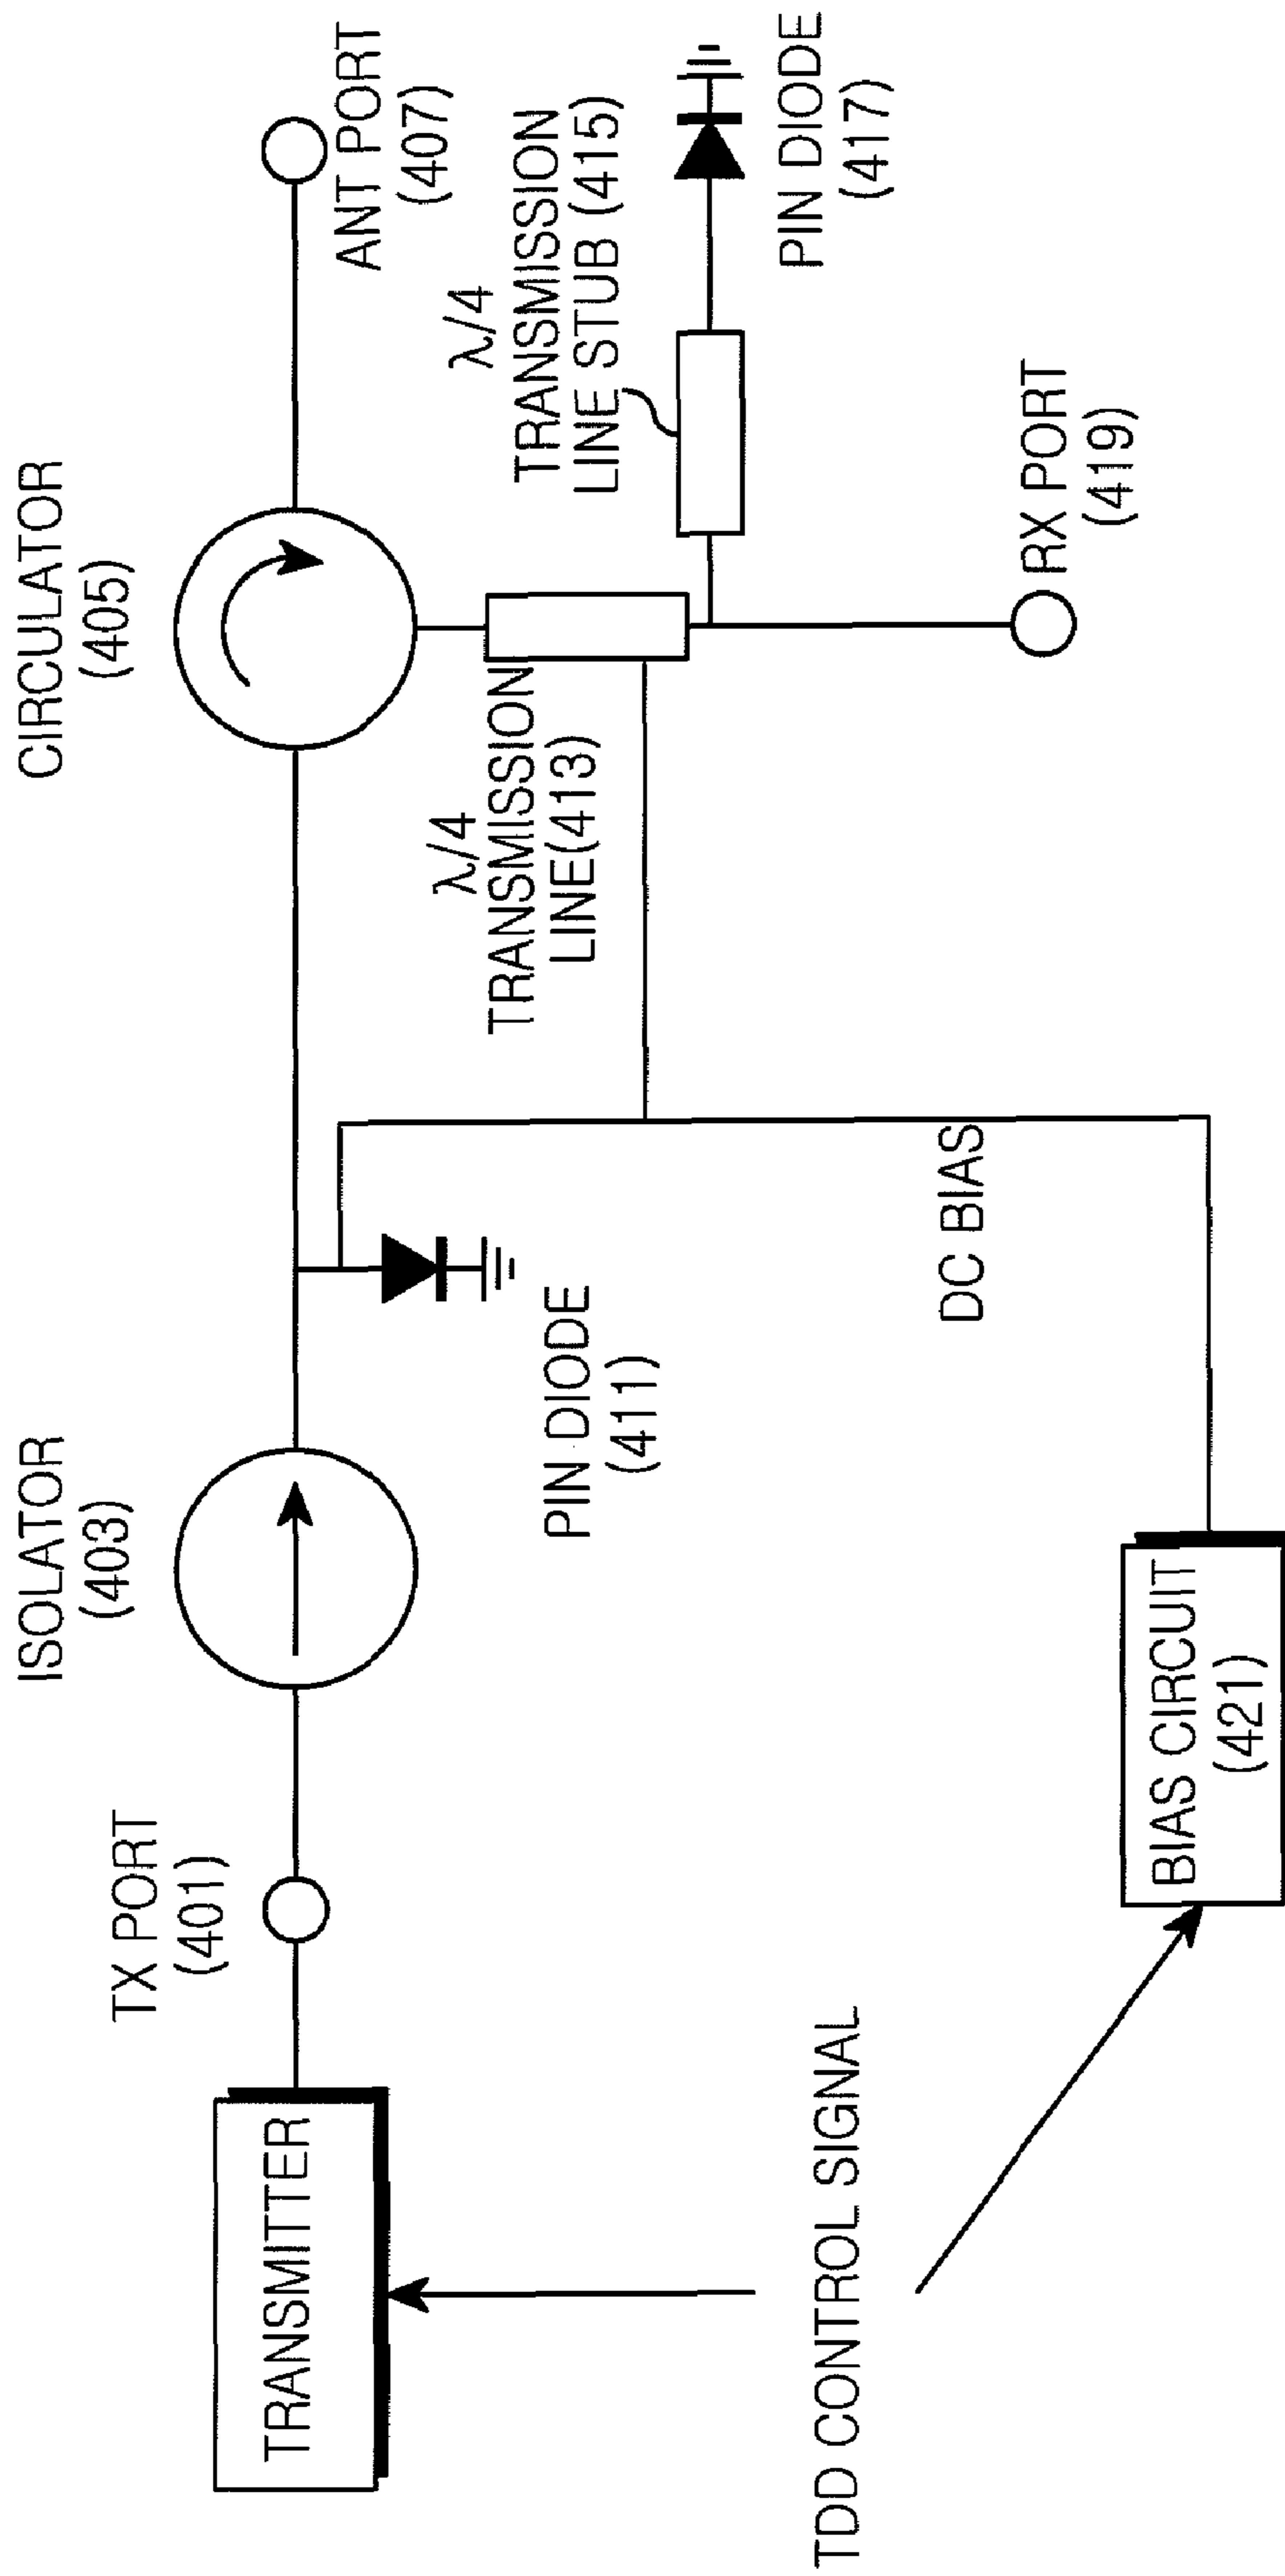 TRANSMITTER
TX PORT
(401)
ISOLATOR
(403)
CIRCULATOR
(405)
ANT PORT
(407)
PIN DIODE
(411)
λ/4
TRANSMISSION
LINE(413)
λ/4
TRANSMISSION
LINE STUB (415)
PIN DIODE
(417)
RX PORT
(419)
DC BIAS
TDD CONTROL SIGNAL
BIAS CIRCUIT
(421)